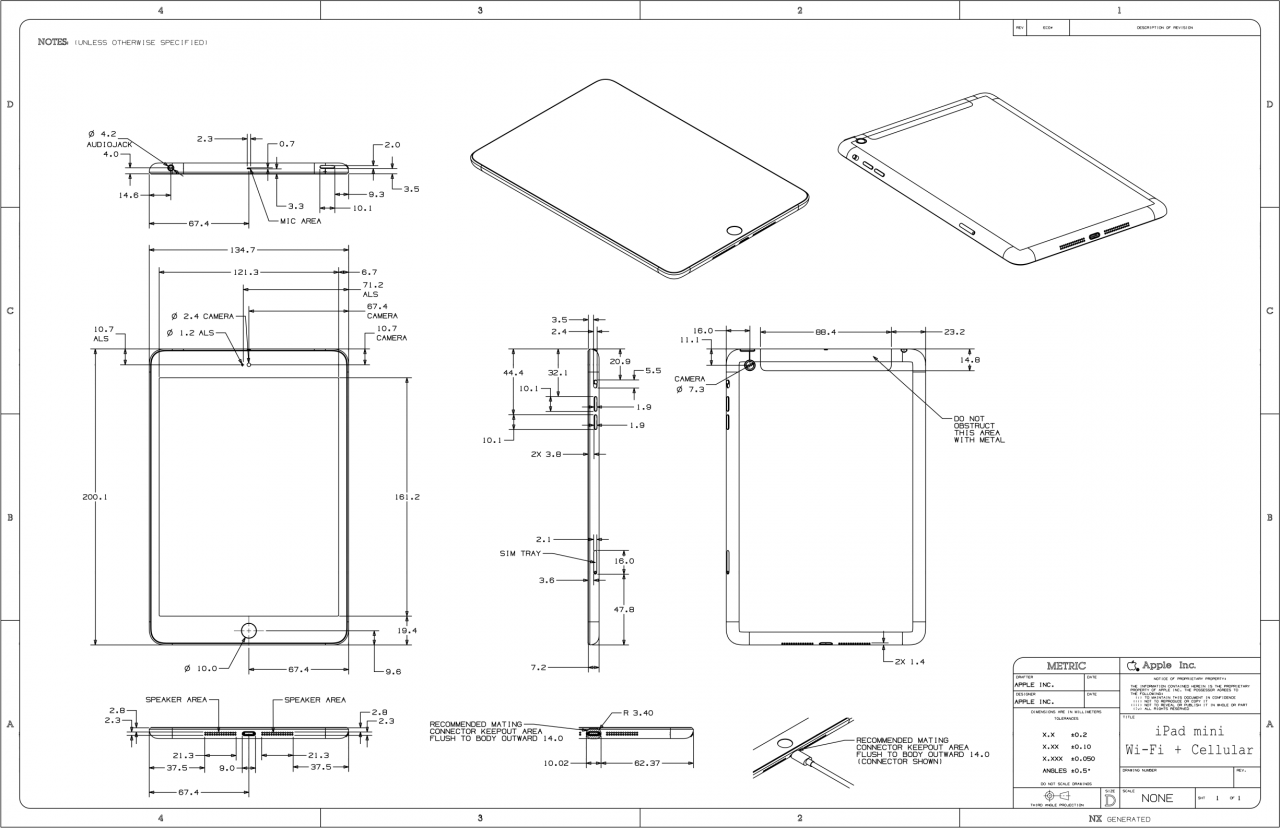 4
3
2
1
REV
ECO#
DESCRIPTION OF REVISION
NOTES: (UNLESS OTHERWISE SPECIFIED)
D
D
Ø 4.2
AUDIOJACK
4.0
2.3
0.7
2.0
3.5
14.6
3.3
9.3
10.1
67.4
MIC AREA
134.7
121.3
6.7
71.2
ALS
67.4
CAMERA
Ø 2.4 CAMERA
Ø 1.2 ALS
10.7
ALS
10.7
CAMERA
C
C
3.5
2.4
20.9
5.5
44.4
32.1
10.1
1.9
1.9
10.1
2X 3.8
16.0
11.1
88.4
23.2
14.8
CAMERA
Ø 7.3
DO NOT
OBSTRUCT
THIS AREA
WITH METAL
200.1
161.2
B
B
2.1
SIM TRAY
16.0
3.6
47.8
19.4
Ø 10.0
67.4
9.6
7.2
2X 1.4
SPEAKER AREA
SPEAKER AREA
2.8
2.3
2.8
2.3
21.3
21.3
37.5
9.0
37.5
67.4
RECOMMENDED MATING
CONNECTOR KEEPOUT AREA
FLUSH TO BODY OUTWARD 14.0
R 3.40
10.02
62.37
RECOMMENDED MATING
CONNECTOR KEEPOUT AREA
FLUSH TO BODY OUTWARD 14.0
(CONNECTOR SHOWN)
A
A
METRIC
Apple Inc.
DRAFTER
DATE
APPLE INC.
DESIGNER
DATE
APPLE INC.
NOTICE OF PROPRIETARY PROPERTY:
THE INFORMATION CONTAINED HEREIN IS THE PROPRIETARY
PROPERTY OF APPLE INC. THE POSSESSOR AGREES TO
THE FOLLOWING:
TO MAINTAIN THIS DOCUMENT IN CONFIDENCE
NOT TO REPRODUCE OR COPY IT
NOT TO REVEAL OR PUBLISH IT IN WHOLE OR PART
ALL RIGHTS RESERVED
DIMENSIONS ARE IN MILLIMETERS
TOLERANCES
X.X ±0.2
X.XX ±0.10
X.XXX ±0.050
ANGLES ±0.5°
DO NOT SCALE DRAWINGS
TITLE
iPad mini
Wi-Fi + Cellular
DRAWING NUMBER
REV.
THIRD ANGLE PROJECTION
SIZE
D
SCALE
NONE
SHT 1 OF 1
4
3
2
NX GENERATED